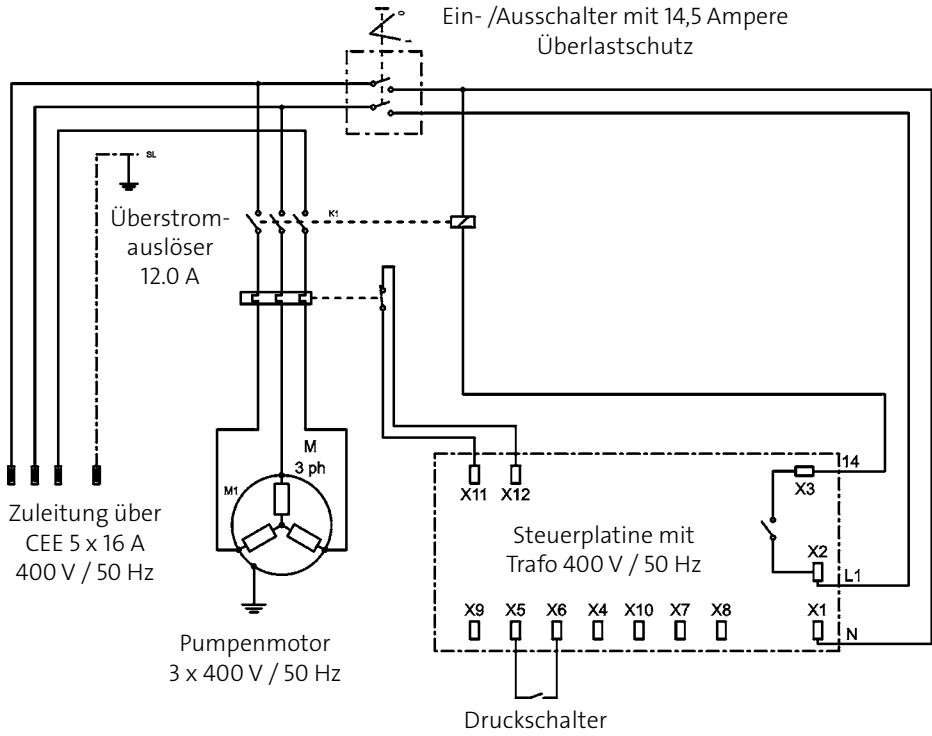 Ein- /Ausschalter mit 14,5 Ampere
Überlastschutz
0
I
SL
Überstrom-
auslöser
12.0 A
K1
M
3 ph
M1
Zuleitung über
CEE 5 x 16 A
400 V / 50 Hz
Pumpenmotor
3 x 400 V / 50 Hz
X11 X12
14
X3
Steuerplatine mit
Trafo 400 V / 50 Hz
X2
L1
X9 X5 X6 X4 X10 X7 X8 X1
N
Druckschalter